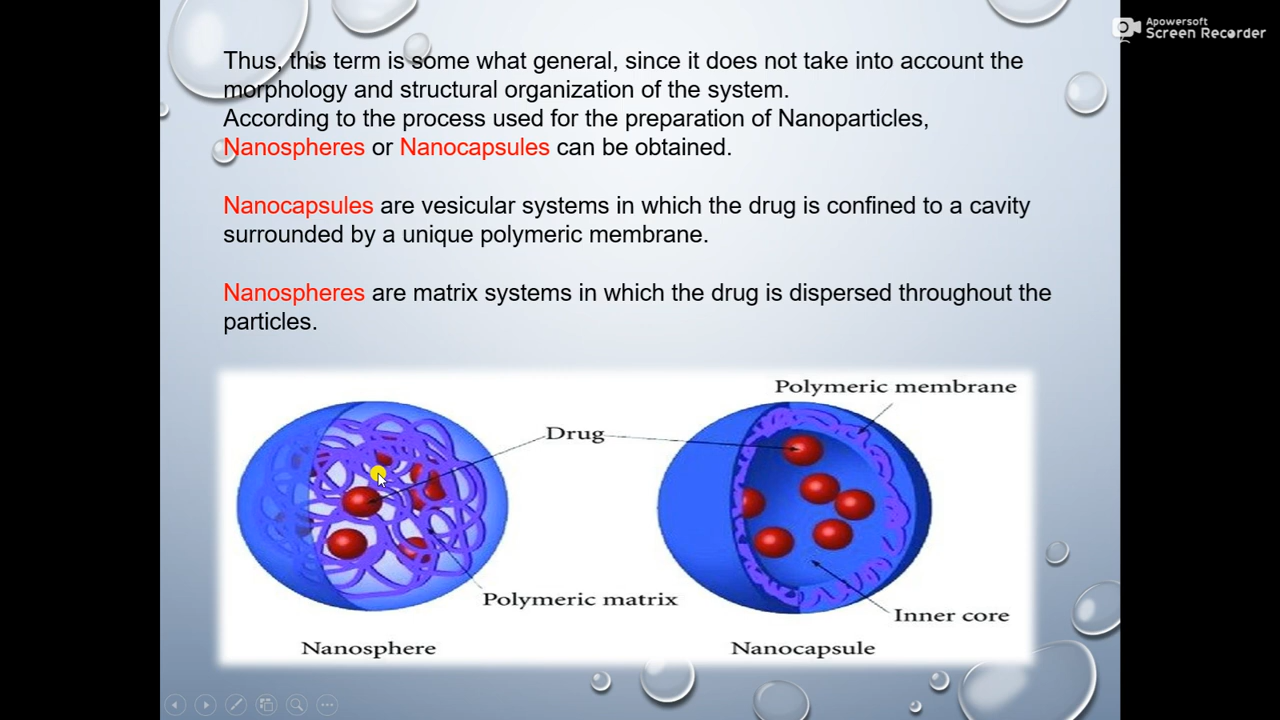 Apowersoft
Screen Recorder
Thus, this term is some what general, since it does not take into account the
morphology and structural organization of the system.
According to the process used for the preparation of Nanoparticles,
Nanospheres or Nanocapsules can be obtained.
Nanocapsules are vesicular systems in which the drug is confined to a cavity
surrounded by a unique polymeric membrane.
Nanospheres are matrix systems in which the drug is dispersed throughout the
particles.
Polymeric membrane
Drug
Polymeric matrix
Inner core
Nanosphere
Nanocapsule